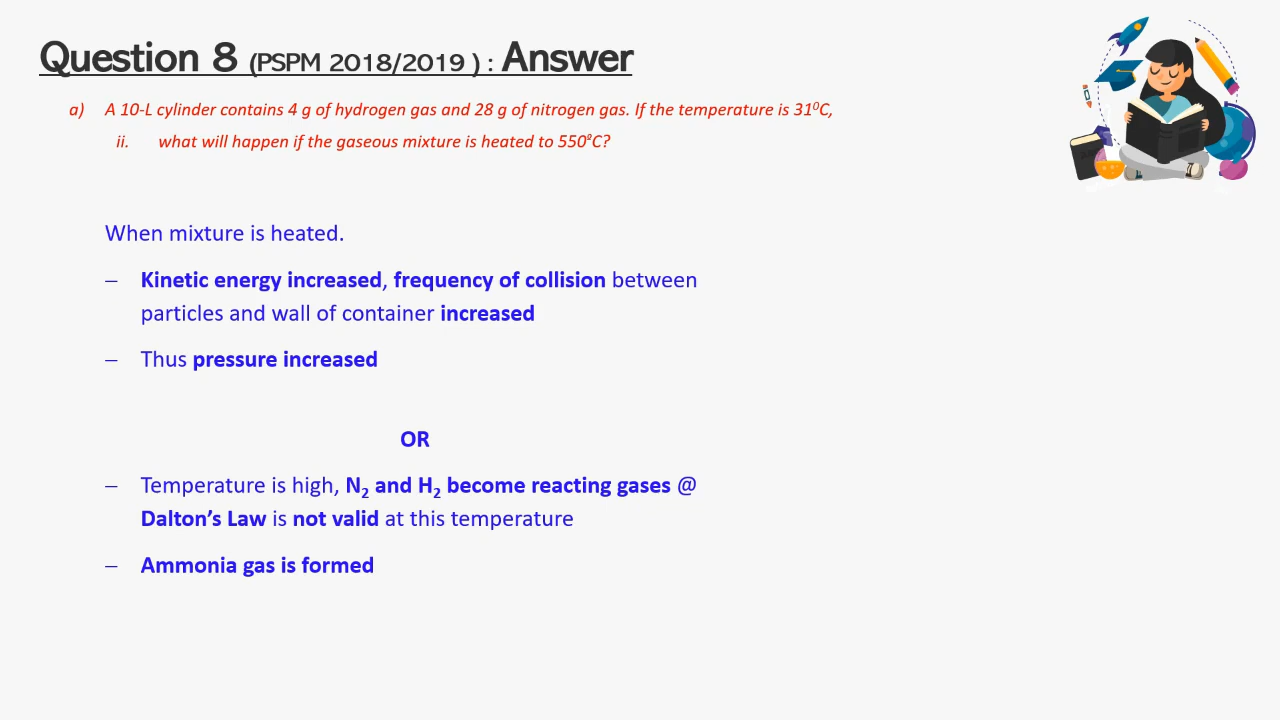 Question 8 (PSPM 2018/2019 ) : Answer
a) A 10-L cylinder contains 4 g of hydrogen gas and 28 g of nitrogen gas. If the temperature is 31⁰C,
ii. what will happen if the gaseous mixture is heated to 550⁰C?
When mixture is heated.
– Kinetic energy increased, frequency of collision between
particles and wall of container increased
– Thus pressure increased
OR
– Temperature is high, N₂ and H₂ become reacting gases @
Dalton’s Law is not valid at this temperature
– Ammonia gas is formed